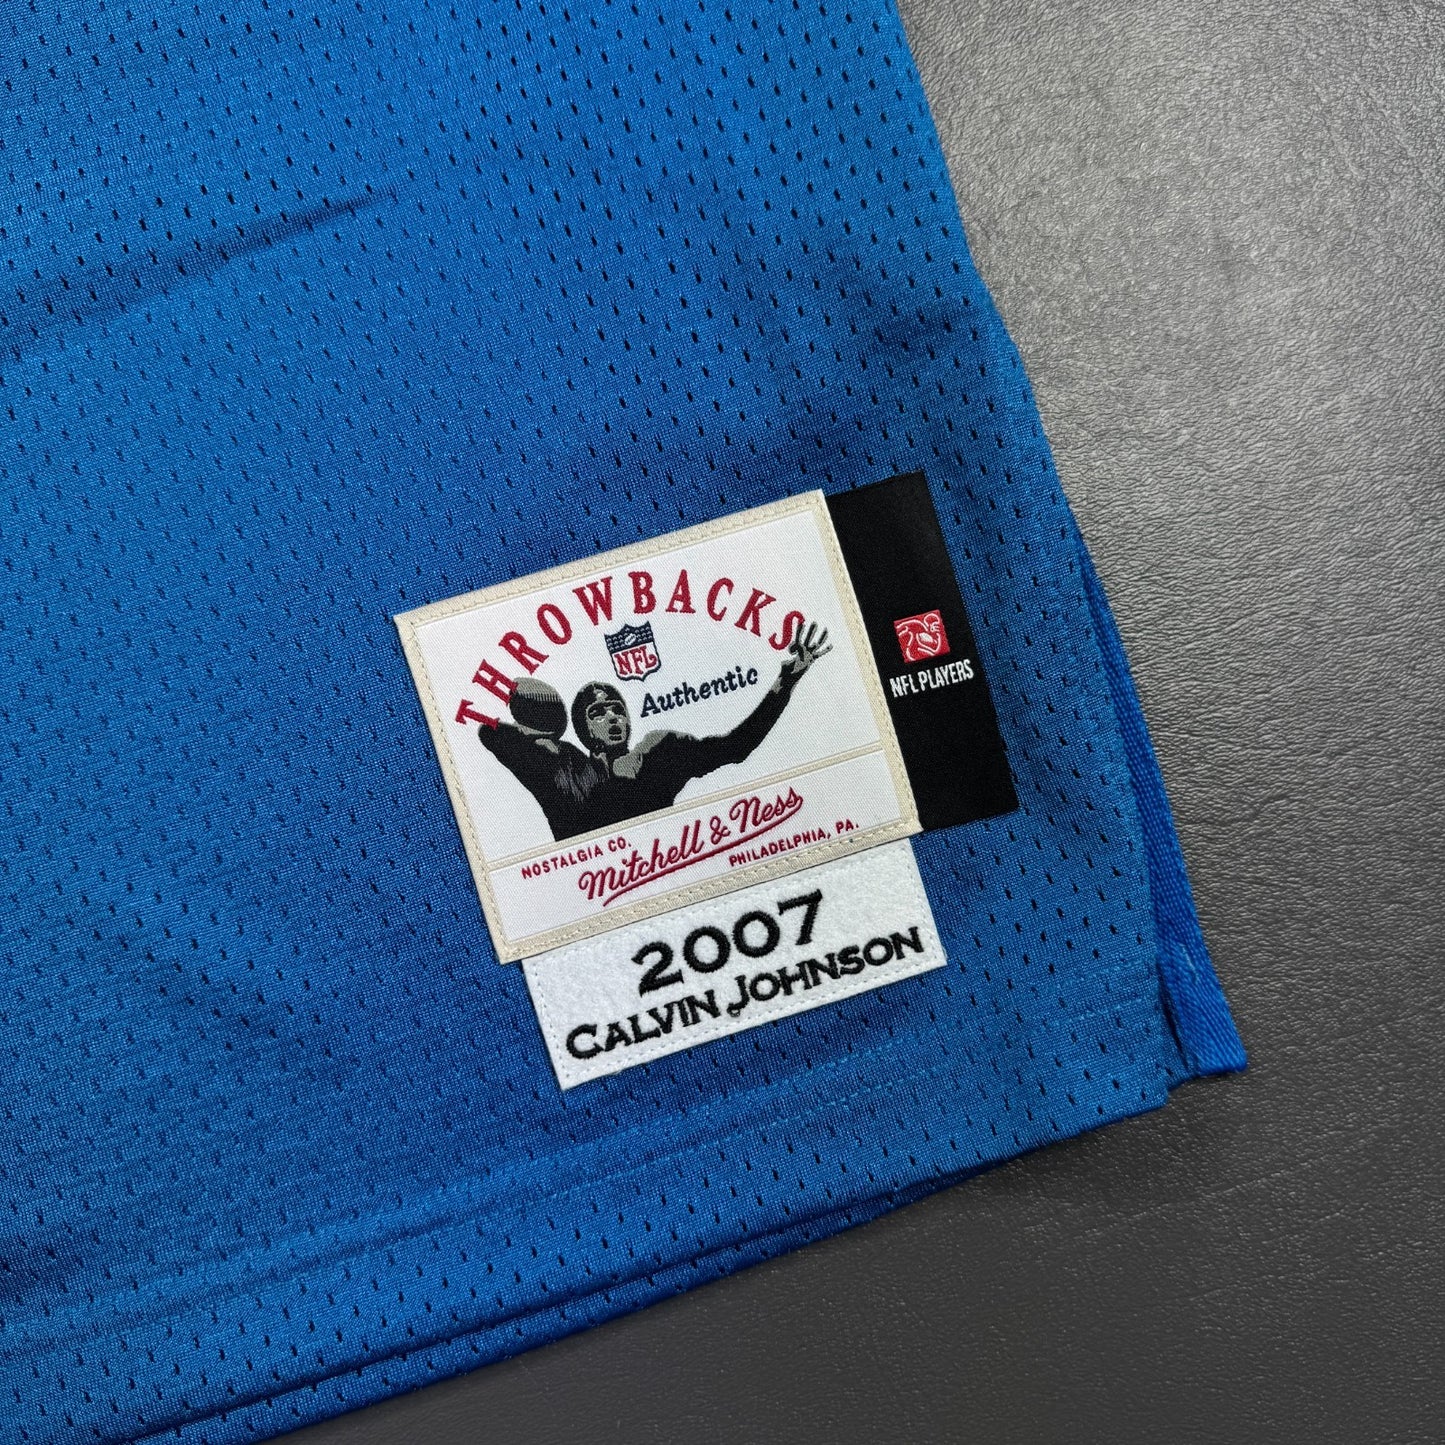 THROWBACKS
NFL
Authentic
NFL PLAYERS
NOSTALGIA CO.
Mitchell & Ness
PHILADELPHIA, PA.
2007
CALVIN JOHNSON